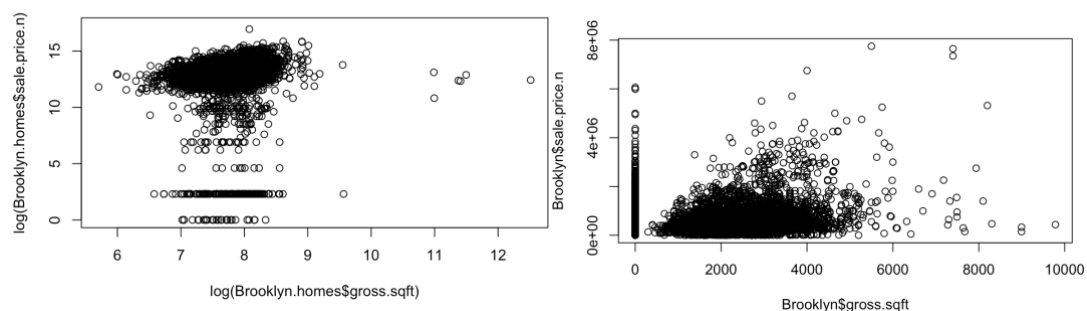 log(Brooklyn.homes$sale.price.n)
15
10
5
0
6 7 8 9 10 11 12
log(Brooklyn.homes$gross.sqft)
Brooklyn$sale.price.n
8e+06
4e+06
0e+00
0 2000 4000 6000 8000 10000
Brooklyn$gross.sqft